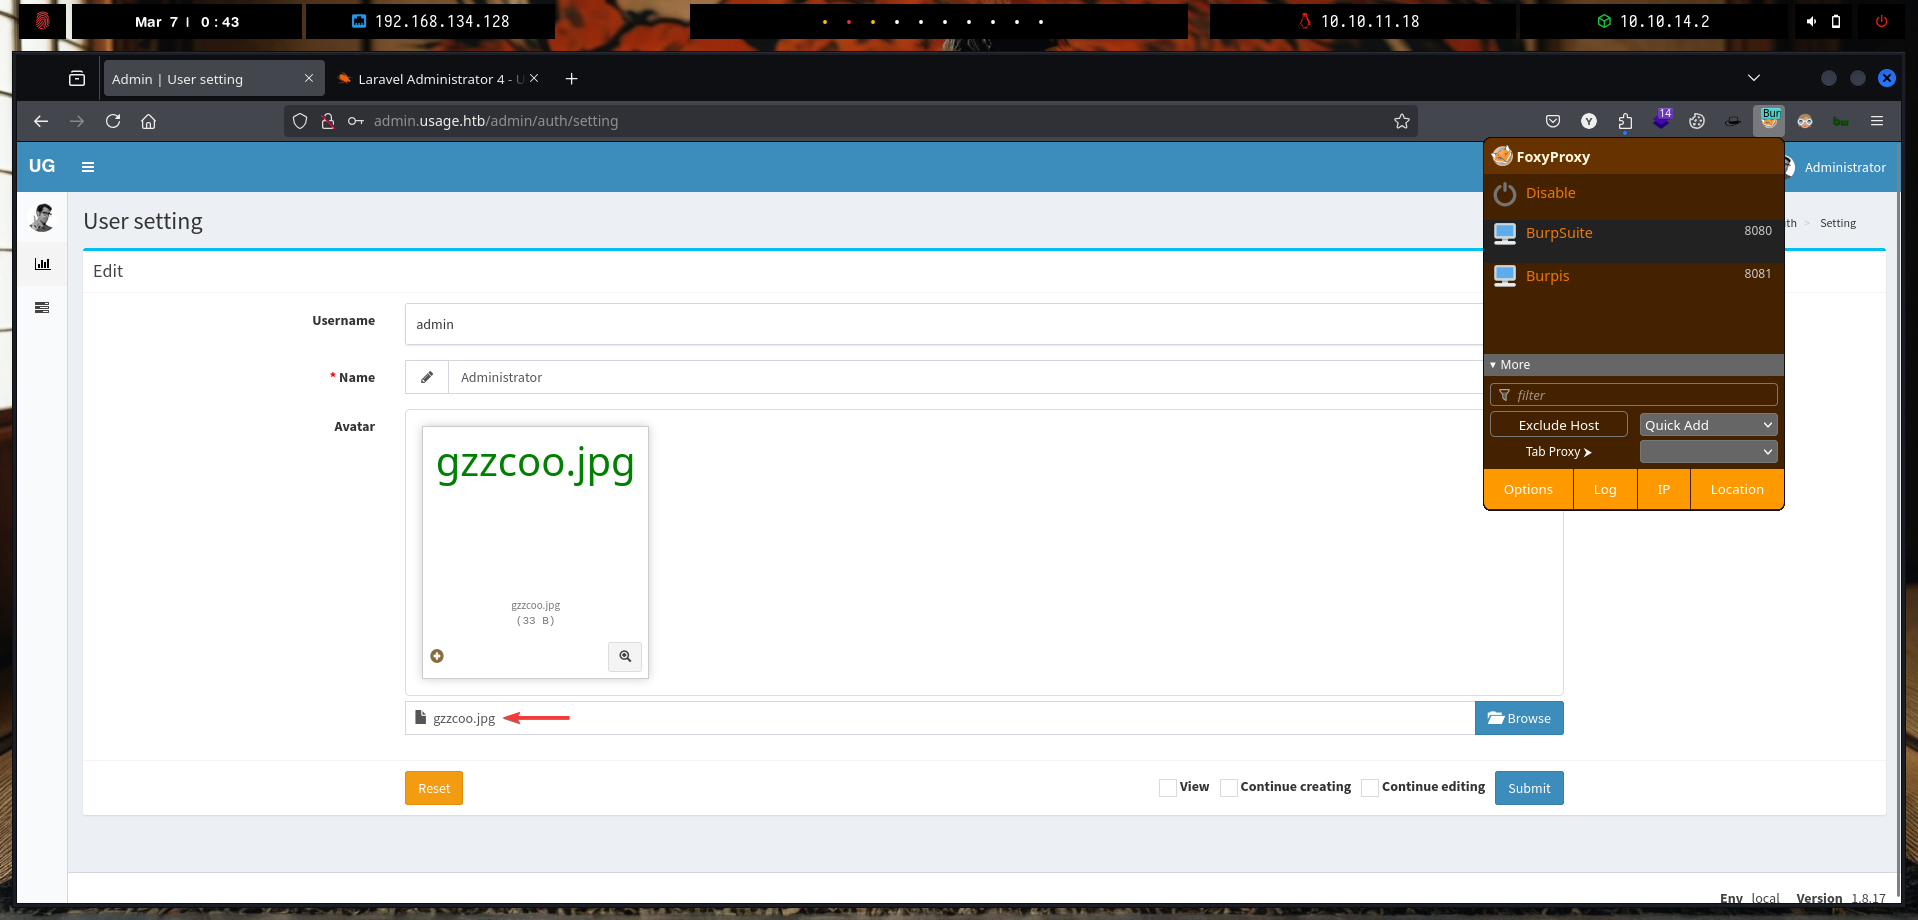 Mar 7 | 0:43
192.168.134.128
10.10.11.18
10.10.14.2
Admin | User setting
Laravel Administrator 4 - U
admin.usage.htb/admin/auth/setting
14
Bur
UG
Administrator
FoxyProxy
Disable
BurpSuite 8080
Burpis 8081
More
filter
Exclude Host Quick Add
Tab Proxy
Options Log IP Location
User setting
th > Setting
Edit
Username admin
* Name Administrator
Avatar
gzzcoo.jpg
gzzcoo.jpg
(33 B)
gzzcoo.jpg
Browse
Reset
View Continue creating Continue editing Submit
Env local Version 1.8.17